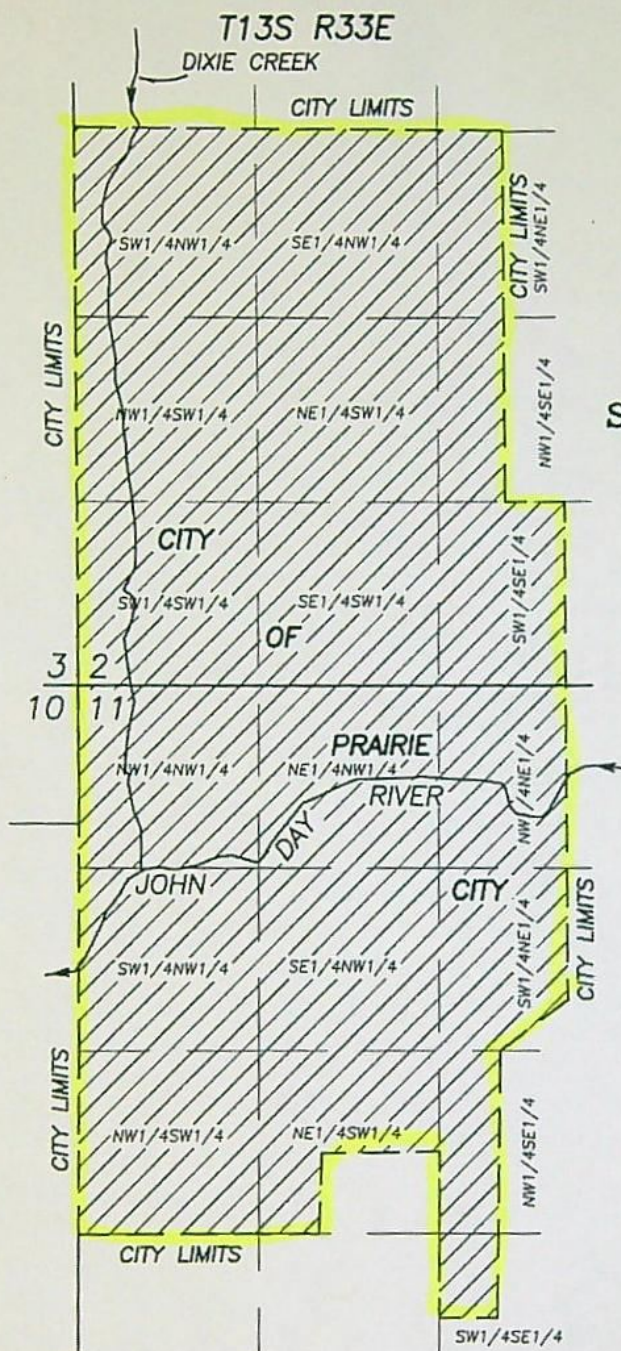 T13S R33E
DIXIE CREEK
CITY LIMITS
SW1/4NW1/4
SE1/4NW1/4
CITY LIMITS
SW1/4NE1/4
CITY LIMITS
NW1/4SW1/4
NE1/4SW1/4
NW1/4SE1/4
CITY
SW1/4SW1/4
SE1/4SW1/4
SW1/4SE1/4
OF
3 2
10 11
NW1/4NW1/4
NE1/4NW1/4
PRAIRIE
NW1/4NE1/4
RIVER
DAY
JOHN
CITY
SW1/4NW1/4
SE1/4NW1/4
SW1/4NE1/4
CITY LIMITS
CITY LIMITS
NW1/4SW1/4
NE1/4SW1/4
NW1/4SE1/4
CITY LIMITS
SW1/4SE1/4